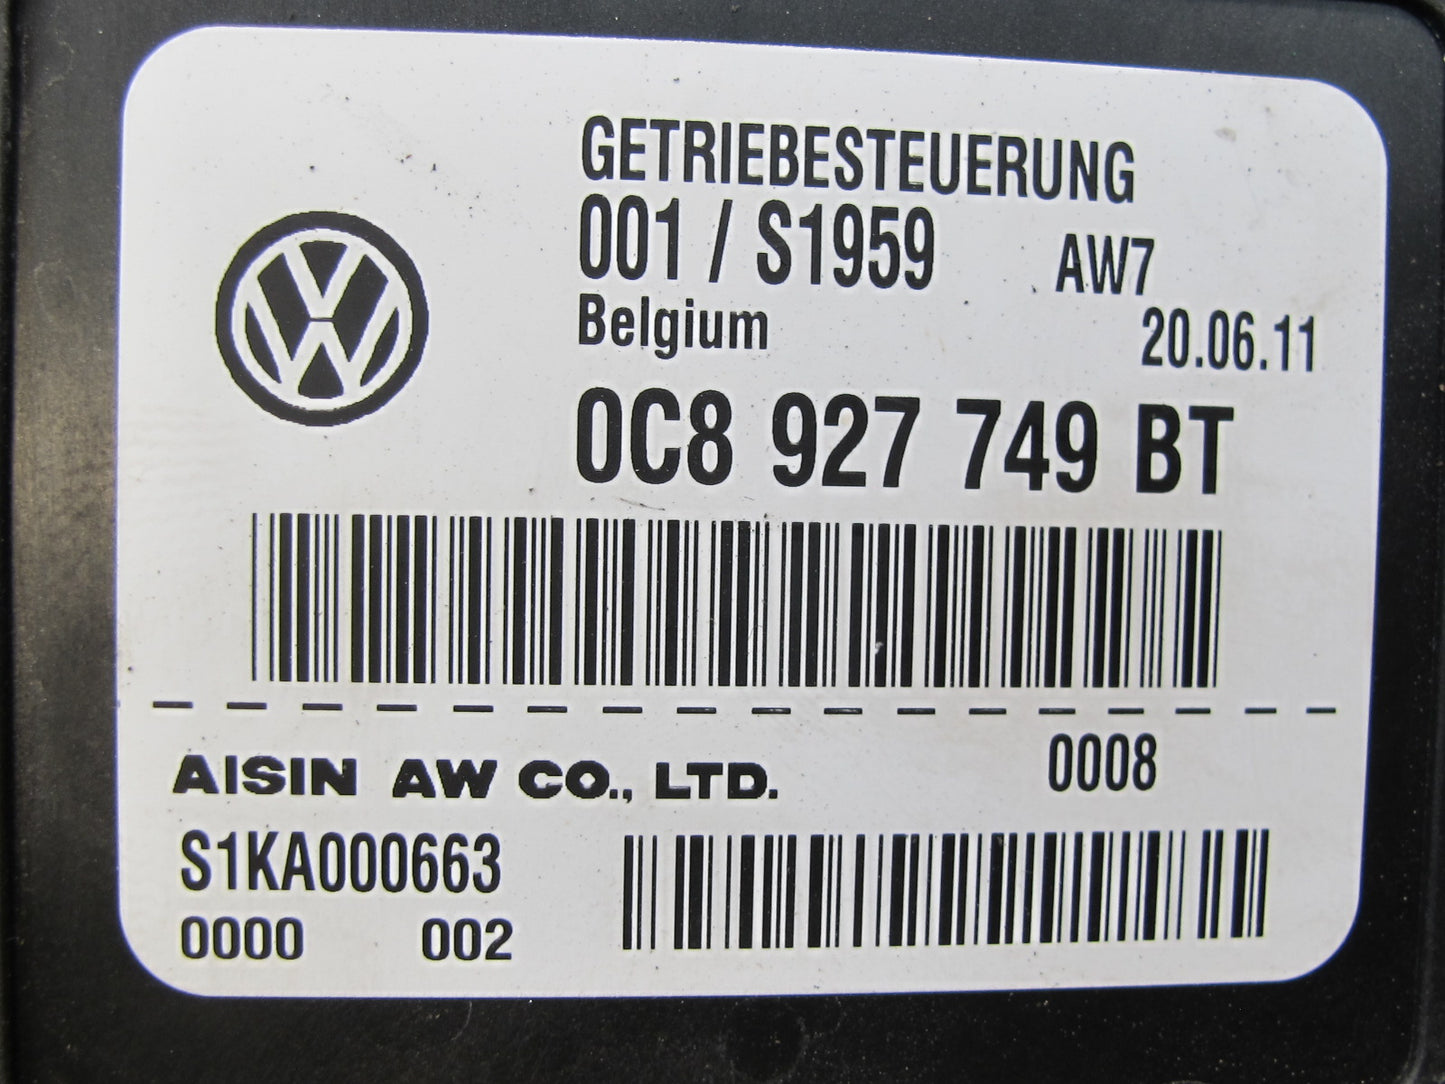 GETRIEBESTEUERUNG
001 / S1959 AW7
Belgium 20.06.11
0C8 927 749 BT
AISIN AW CO., LTD. 0008
S1KA000663
0000 002